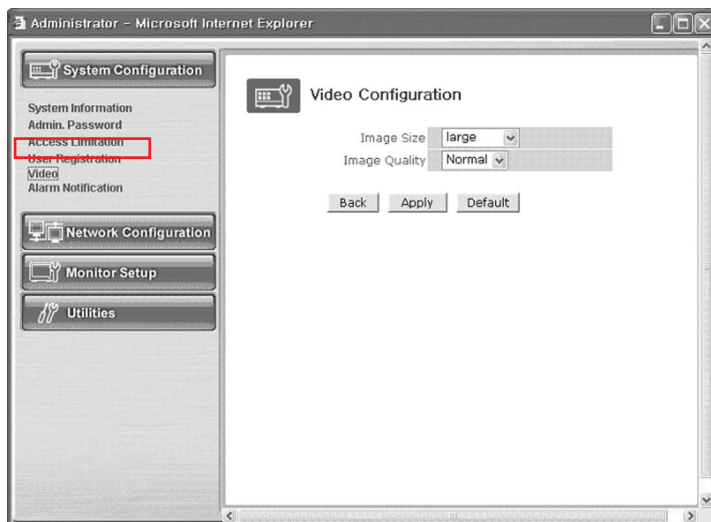 Administrator - Microsoft Internet Explorer
System Configuration
System Information
Admin. Password
Access Limitation
User Registration
Video
Alarm Notification
Network Configuration
Monitor Setup
Utilities
Video Configuration
Image Size large
Image Quality Normal
Back Apply Default